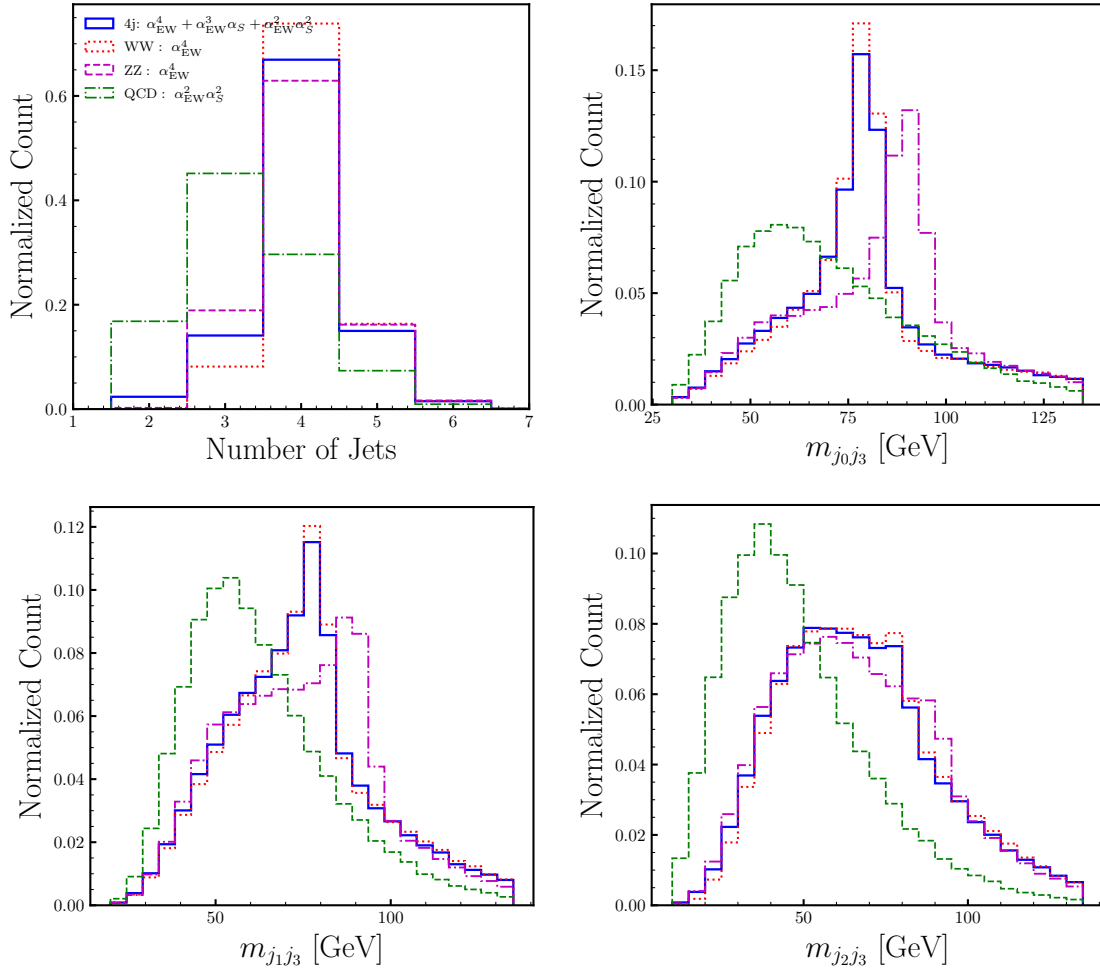 4j: α⁴_EW + α³_EW α_S + α²_EW α²_S
WW : α⁴_EW
ZZ : α⁴_EW
QCD : α²_EW α²_S
Normalized Count
0.6
0.4
0.2
0.0
1 2 3 4 5 6 7
Number of Jets
Normalized Count
0.15
0.10
0.05
0.00
25 50 75 100 125
m_{j₀j₃} [GeV]
Normalized Count
0.12
0.10
0.08
0.06
0.04
0.02
0.00
50 100
m_{j₁j₃} [GeV]
Normalized Count
0.10
0.08
0.06
0.04
0.02
0.00
50 100
m_{j₂j₃} [GeV]